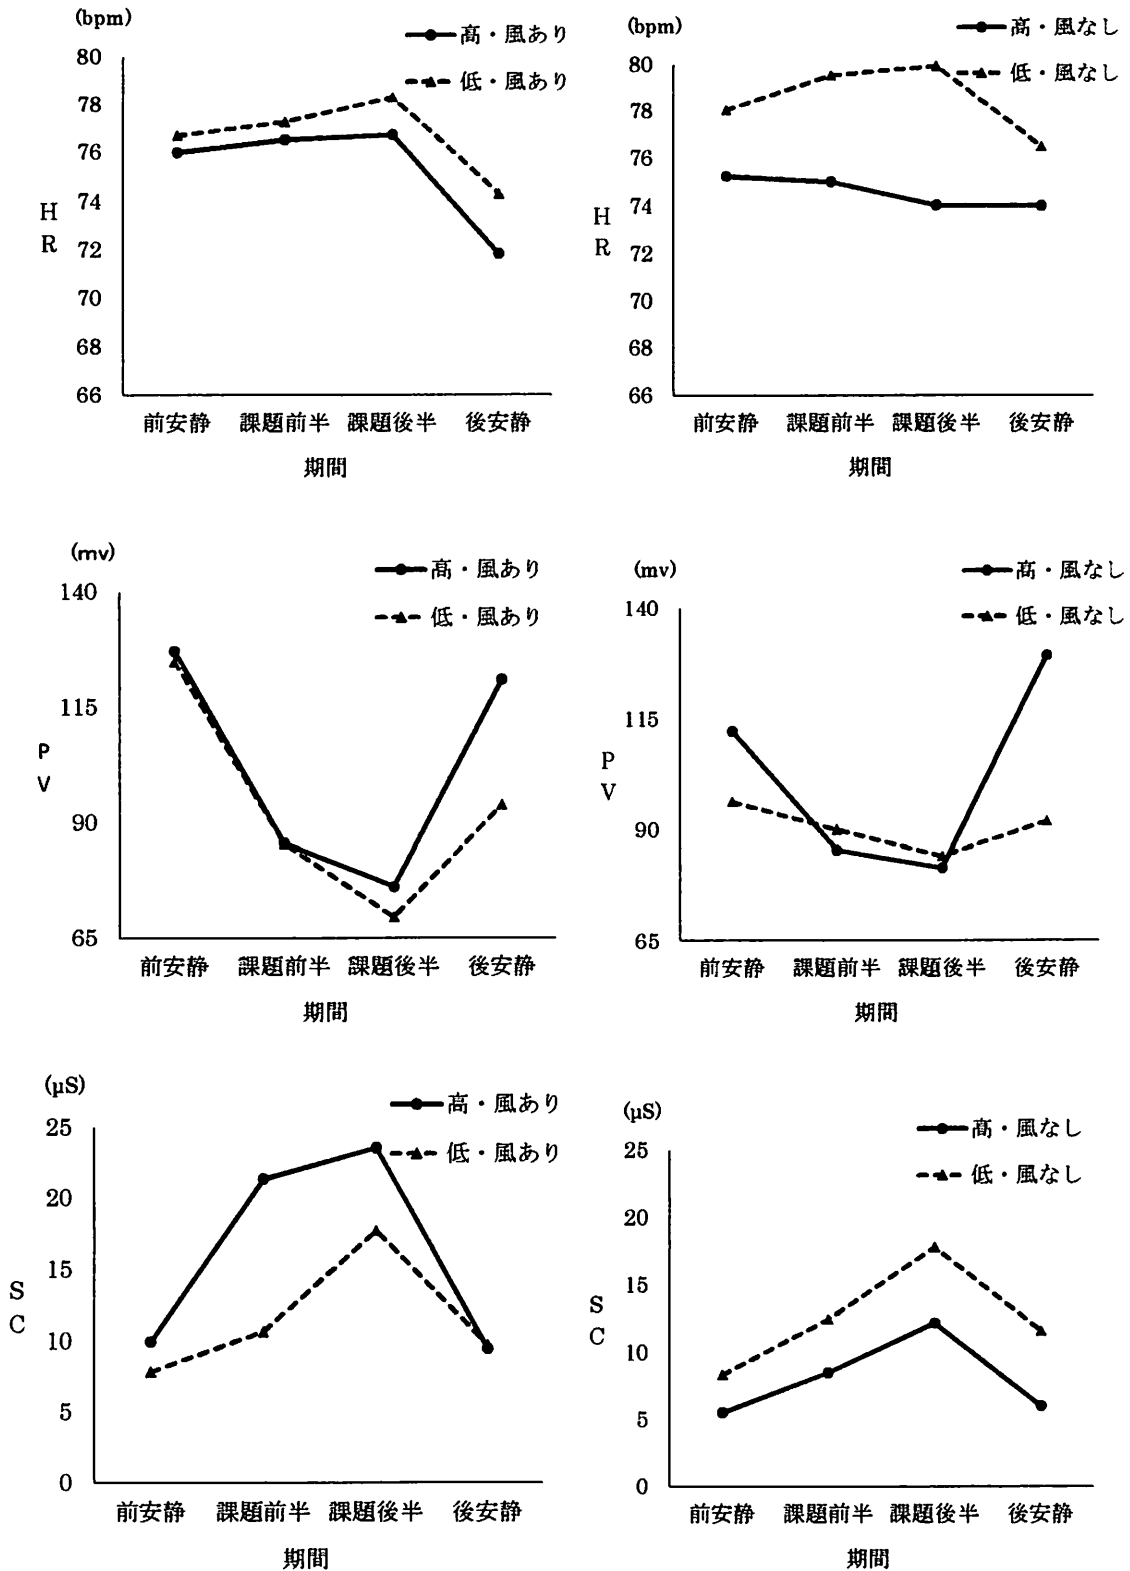 (bpm)
高・風あり
低・風あり
80
78
76
74
72
70
68
66
H
R
前安静 課題前半 課題後半 後安静
期間
(bpm)
高・風なし
低・風なし
80
78
76
74
72
70
68
66
H
R
前安静 課題前半 課題後半 後安静
期間
(mv)
高・風あり
低・風あり
140
115
90
65
P
V
前安静 課題前半 課題後半 後安静
期間
(mv)
高・風なし
低・風なし
140
115
90
65
P
V
前安静 課題前半 課題後半 後安静
期間
(μS)
高・風あり
低・風あり
25
20
15
10
5
0
S
C
前安静 課題前半 課題後半 後安静
期間
(μS)
高・風なし
低・風なし
25
20
15
10
5
0
S
C
前安静 課題前半 課題後半 後安静
期間